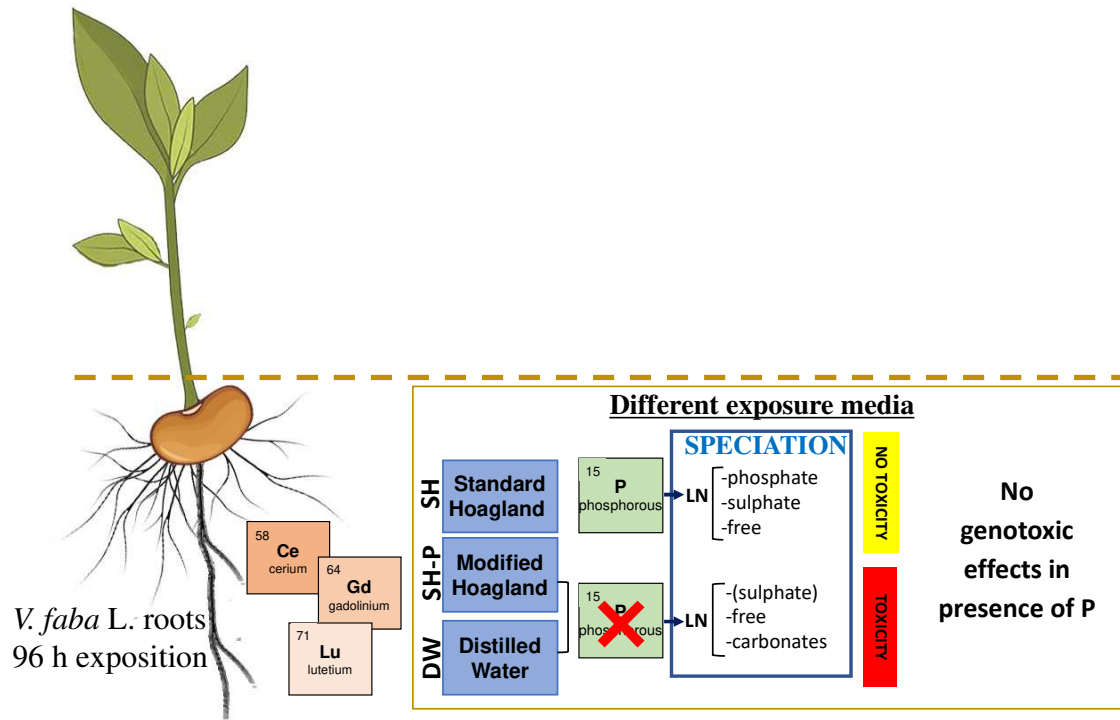 Different exposure media
SPECIATION
SH
Standard
Hoagland
15
P
phosphorous
LN
-phosphate
-sulphate
-free
NO TOXICITY
SH-P
Modified
Hoagland
DW
Distilled
Water
15
P
phosphorous
LN
-(sulphate)
-free
-carbonates
TOXICITY
No
genotoxic
effects in
presence of P
58
Ce
cerium
64
Gd
gadolinium
71
Lu
lutetium
V. faba L. roots
96 h exposition